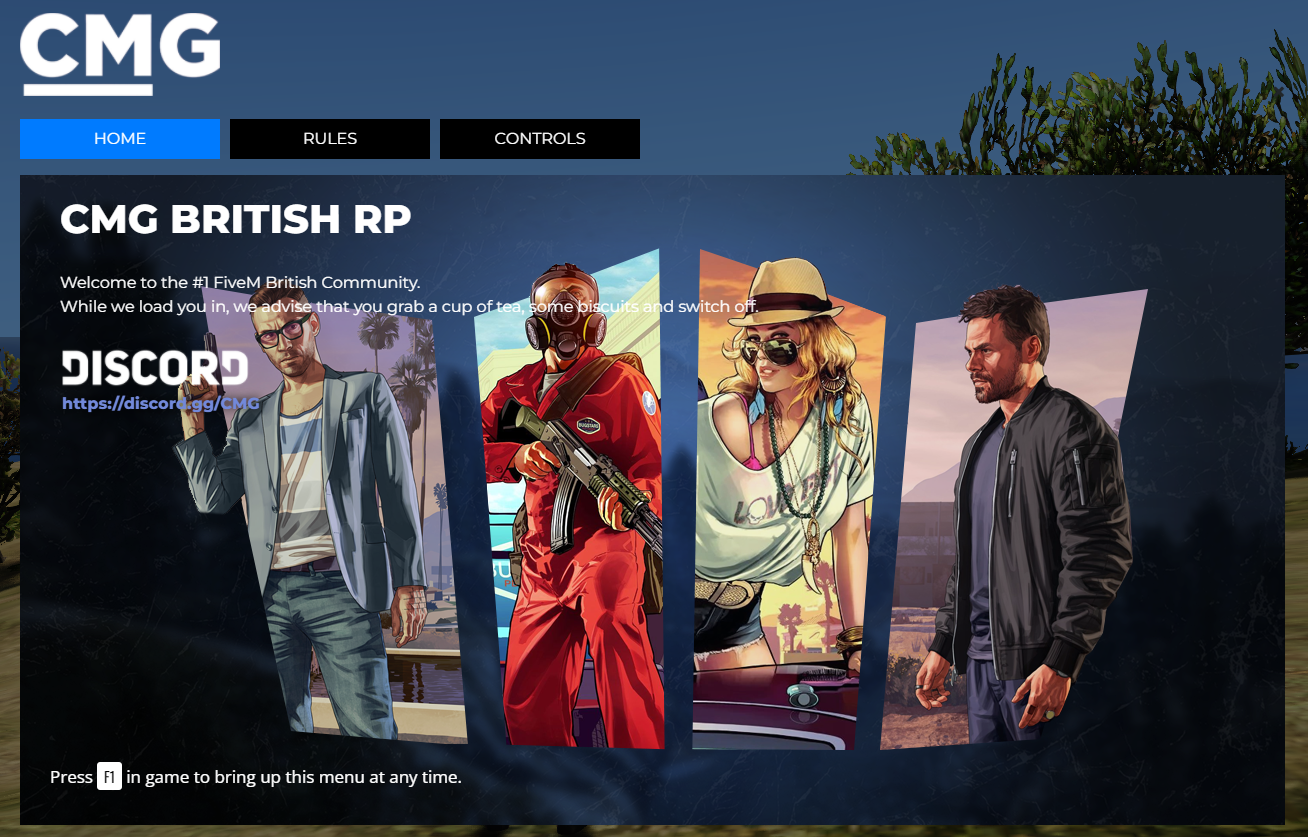 CMG
HOME RULES CONTROLS
CMG BRITISH RP
Welcome to the #1 FiveM British Community.
While we load you in, we advise that you grab a cup of tea, some biscuits and switch off.
DISCORD
https://discord.gg/CMG
BUGSTARS
Press F1 in game to bring up this menu at any time.